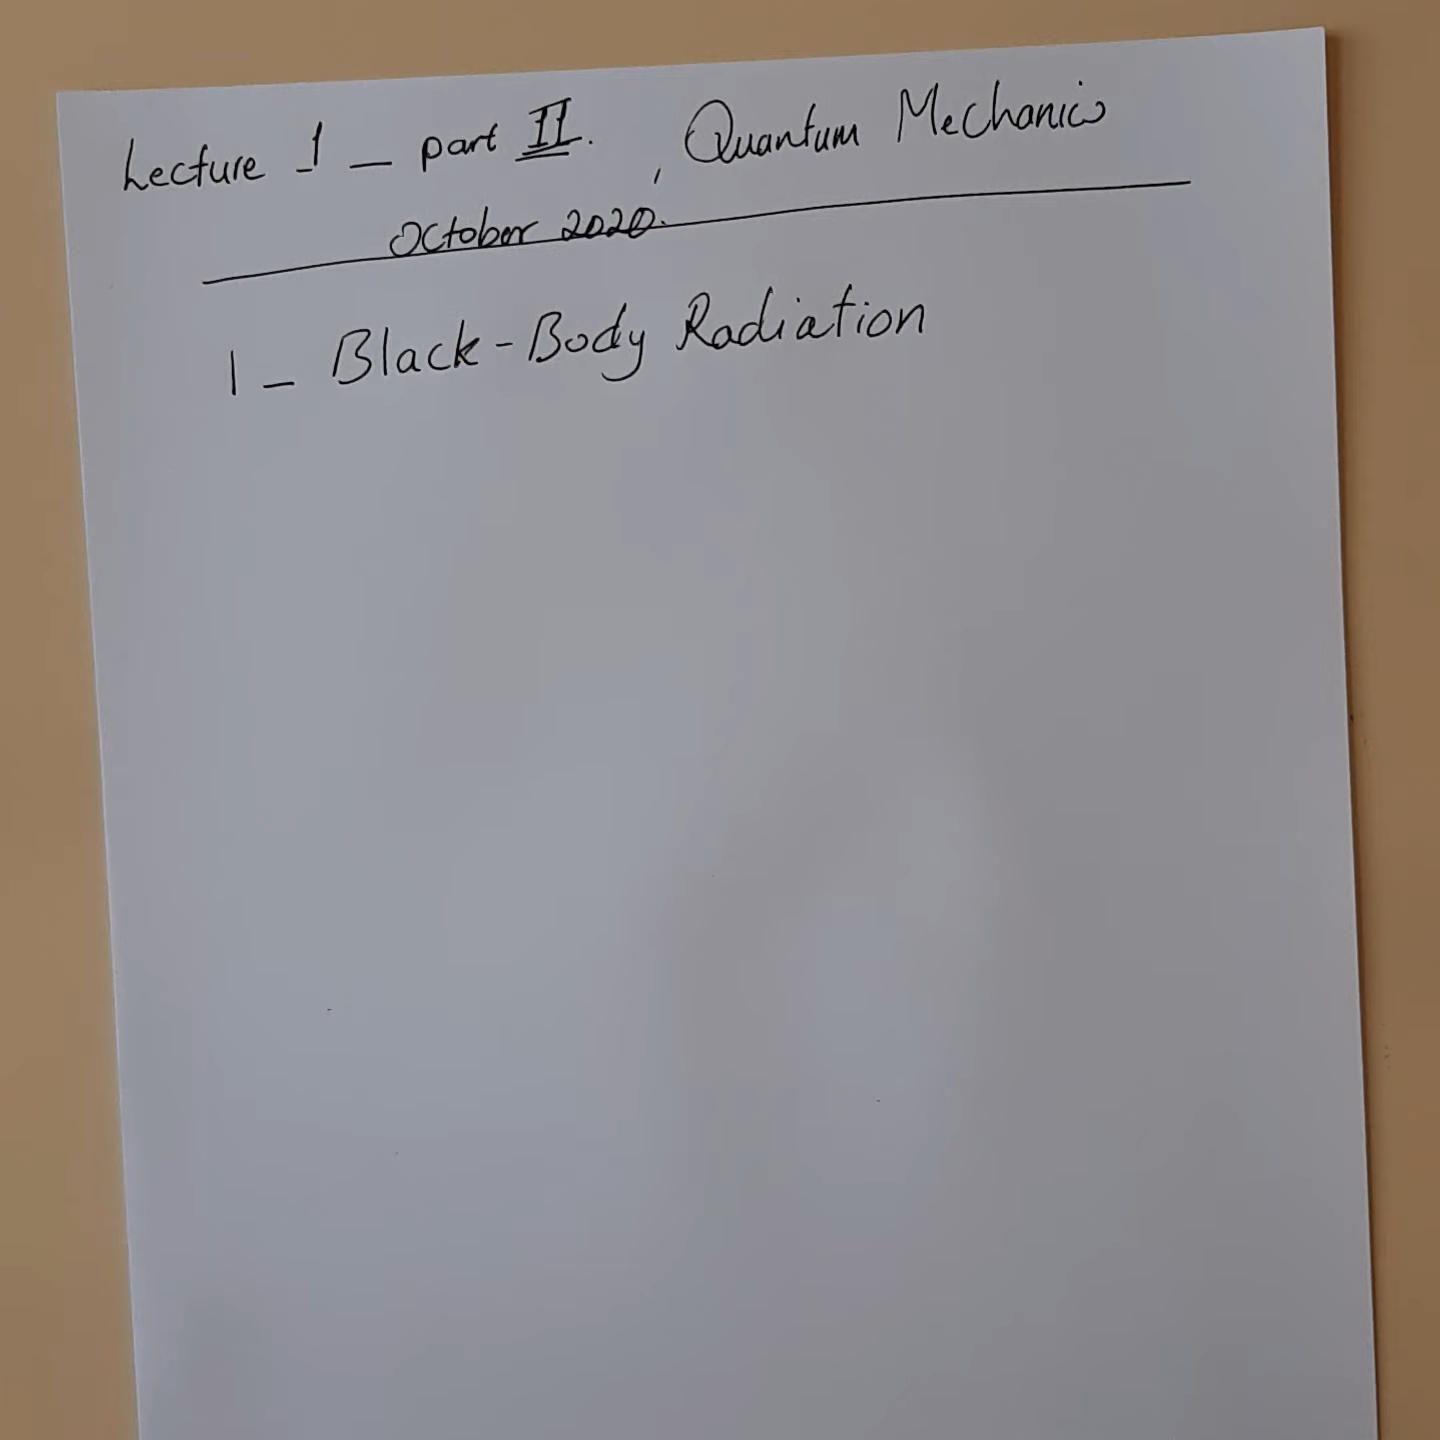 Lecture 1 - part II. , Quantum Mechanics
October 2020.
1 - Black-Body Radiation